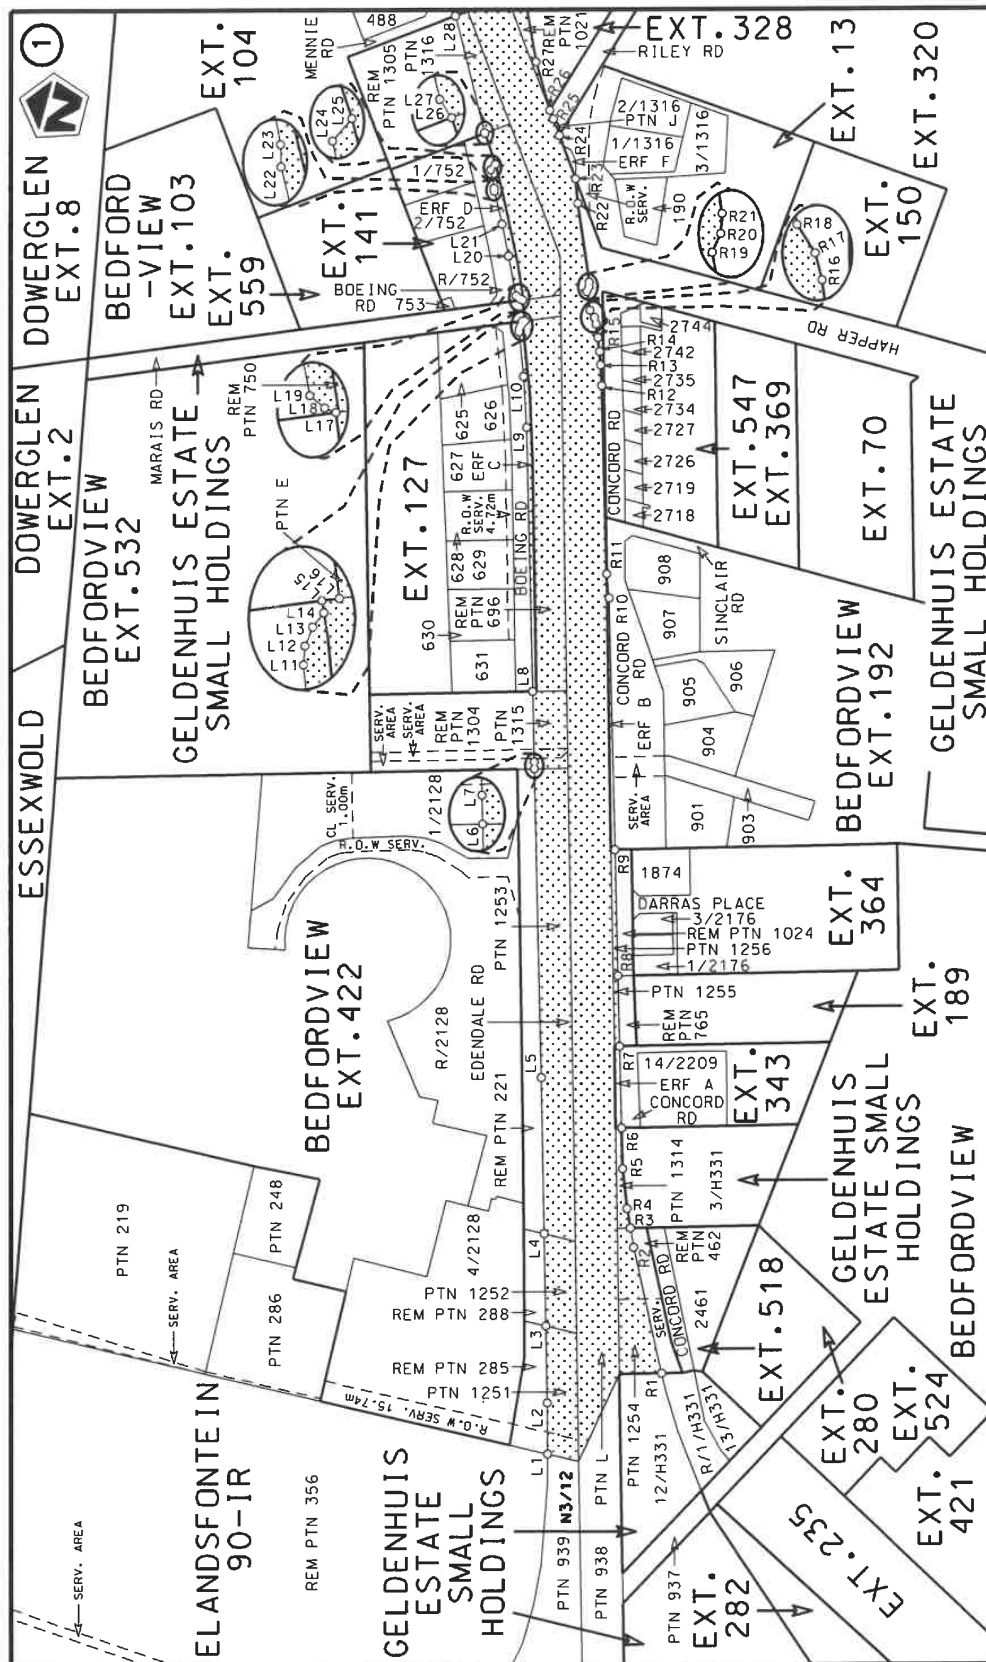 1
N
ESSEXWOLD
DOWERGLEN
EXT.2
DOWERGLEN
EXT.8
BEDFORDVIEW
EXT.532
BEDFORD
-VIEW
EXT.103
EXT.
559
EXT.
104
EXT.
141
MARAIS RD
GELDENHUIS ESTATE
SMALL HOLDINGS
REM
PTN 750
PTN E
MENNIE
RD
488
REM
PTN 1305
PTN
1316
L28
L27
L26
L25
L24
L23
L22
1/752
ERF D
2/752
L21
L20
R/752
BOEING
RD
753
L19
L18
L17
L16
L15
L14
L13
L12
L11
EXT.127
625
626
627
ERF
C
R.O.W
SERV.
4.72m
628
629
REM
PTN
696
630
631
BOEING RD
L10
L9
L8
SERV.
AREA
SERV.
AREA
REM
PTN
1304
PTN
1315
CL SERV.
1.00m
R.O.W SERV.
1/2128
L7
L6
BEDFORDVIEW
EXT.422
R/2128
EDENDALE RD
PTN 1253
REM PTN 221
L5
L4
PTN 219
PTN 248
PTN 286
4/2128
PTN 1252
REM PTN 288
L3
REM PTN 285
PTN 1251
L2
L1
R.O.W SERV. 15.74m
SERV. AREA
SERV. AREA
ELANDSFONTEIN
90-IR
REM PTN 356
GELDENHUIS
ESTATE
SMALL
HOLDINGS
PTN 939
N3/12
PTN 938
PTN L
PTN 1254
12/H331
R/1/H331
13/H331
PTN 937
EXT.
282
EXT.235
EXT.
421
EXT.
524
EXT.
280
EXT.518
BEDFORDVIEW
GELDENHUIS
ESTATE SMALL
HOLDINGS
R1
R2
R3
R4
R5
R6
SERV.
CONCORD RD
2461
REM
PTN
462
PTN 1314
3/H331
R7
14/2209
ERF A
CONCORD
RD
EXT.
343
REM
PTN
765
PTN 1255
EXT.
189
R8
1/2176
PTN 1256
REM PTN 1024
3/2176
DARRAS PLACE
1874
R9
EXT.
364
BEDFORDVIEW
EXT.192
SERV.
AREA
ERF B
901
903
904
905
906
907
908
CONCORD
RD
SINCLAIR
RD
R10
R11
GELDENHUIS ESTATE
SMALL HOLDINGS
EXT.70
EXT.547
EXT.369
CONCORD RD
2718
2719
2726
2727
2734
R12
2735
R13
2742
R14
2744
R15
HAPPER RD
R16
R17
R18
R19
R20
R21
EXT.
150
EXT.320
EXT.13
190
R.O.W
SERV.
R22
R23
R24
ERF F
1/1316
3/1316
2/1316
PTN J
R25
R26
R27
REM
PTN
1021
EXT.328
RILEY RD